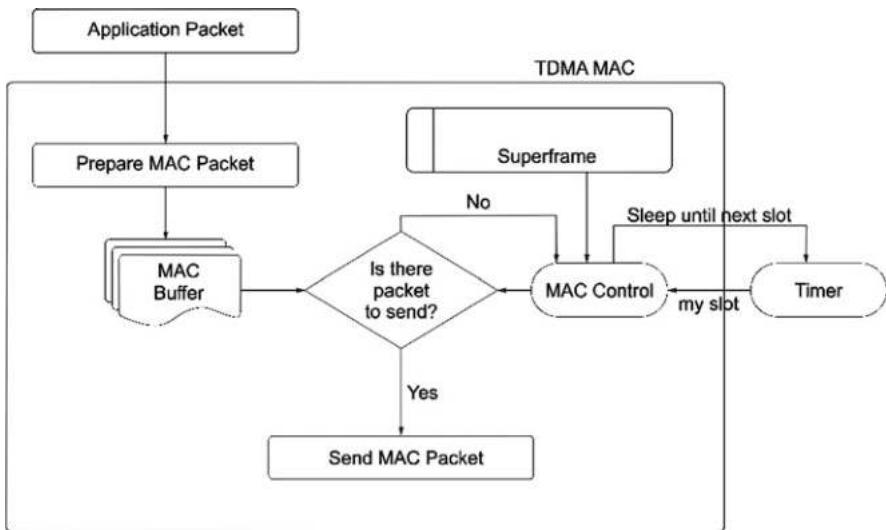 Application Packet
TDMA MAC
Prepare MAC Packet
Superframe
No
Sleep until next slot
MAC
Buffer
Is there
packet
to send?
MAC Control
my slot
Timer
Yes
Send MAC Packet